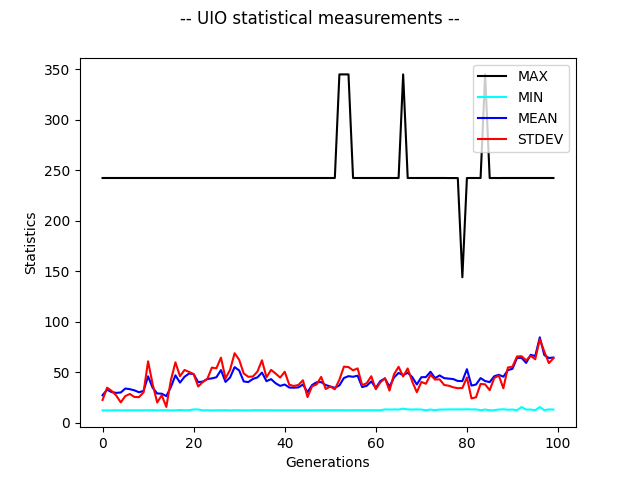 -- UIO statistical measurements --
MAX
MIN
MEAN
STDEV
Statistics
350
300
250
200
150
100
50
0
0 20 40 60 80 100
Generations